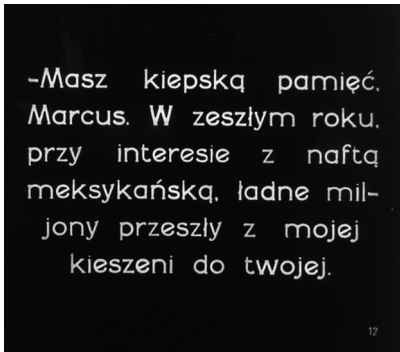 -Masz kiepską pamięć,
Marcus. W zeszłym roku,
przy interesie z naftą
meksykańską, ładne mil-
jony przeszły z mojej
kieszeni do twojej.
12